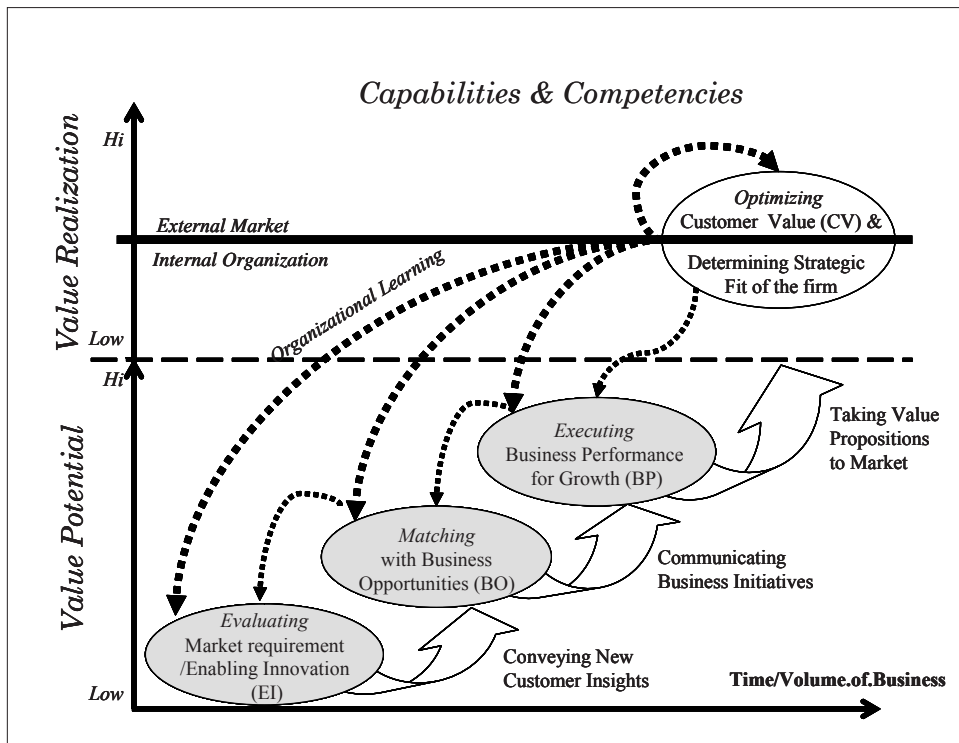 Capabilities & Competencies
Value Realization
Hi
External Market
Internal Organization
Low
Optimizing
Customer Value (CV) &
Determining Strategic
Fit of the firm
Organizational Learning
Value Potential
Hi
Executing
Business Performance
for Growth (BP)
Taking Value
Propositions
to Market
Matching
with Business
Opportunities (BO)
Communicating
Business Initiatives
Evaluating
Market requirement
/Enabling Innovation
(EI)
Conveying New
Customer Insights
Low
Time/Volume.of.Business